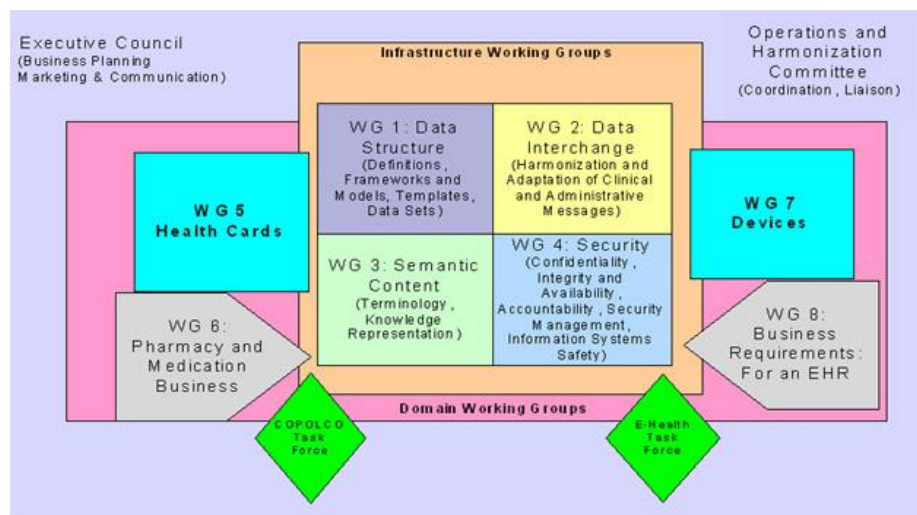 Executive Council
(Business Planning
Marketing & Communication)
Infrastructure Working Groups
Operations and
Harmonization
Committee
(Coordination, Liaison)
WG 1: Data
Structure
(Definitions,
Frameworks and
Models, Templates,
Data Sets)
WG 2: Data
Interchange
(Harmonization and
Adaptation of Clinical
and Administrative
Messages)
WG 5
Health Cards
WG 7
Devices
WG 3: Semantic
Content
(Terminology,
Knowledge
Representation)
WG 4: Security
(Confidentiality,
Integrity and
Availability,
Accountability, Security
Management,
Information Systems
Safety)
WG 6:
Pharmacy and
Medication
Business
WG 8:
Business
Requirements:
For an EHR
Domain Working Groups
COPOLCO
Task
Force
E-Health
Task
Force